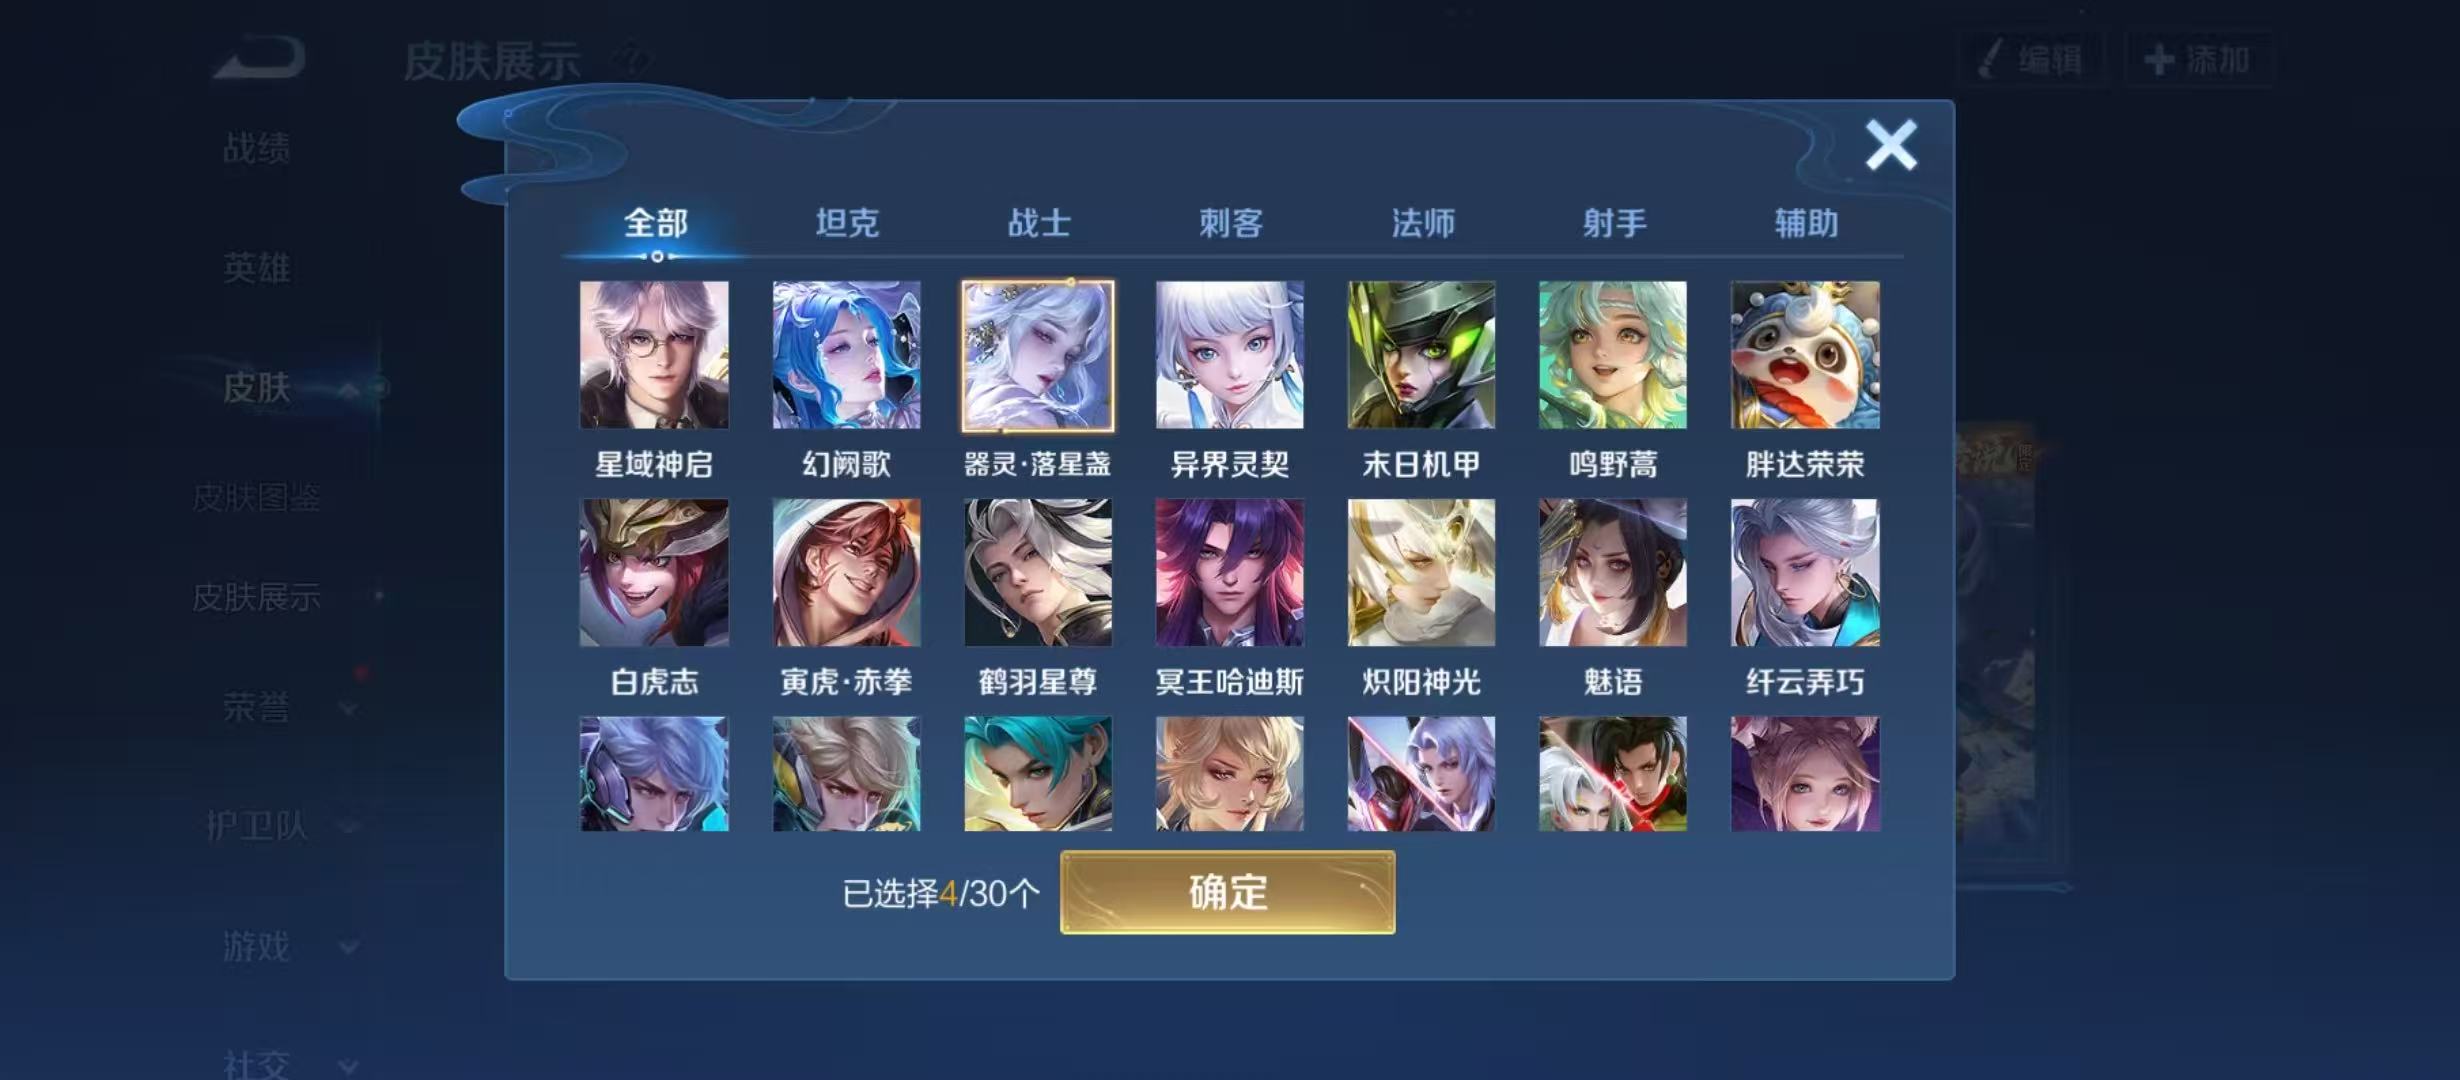 皮肤展示
编辑
添加
战绩
英雄
皮肤
皮肤图鉴
皮肤展示
荣誉
护卫队
游戏
社交
全部 坦克 战士 刺客 法师 射手 辅助
星域神启 幻阙歌 器灵·落星盏 异界灵契 末日机甲 鸣野蒿 胖达荣荣
白虎志 寅虎·赤拳 鹤羽星尊 冥王哈迪斯 炽阳神光 魅语 纤云弄巧
已选择4/30个
确定
限定